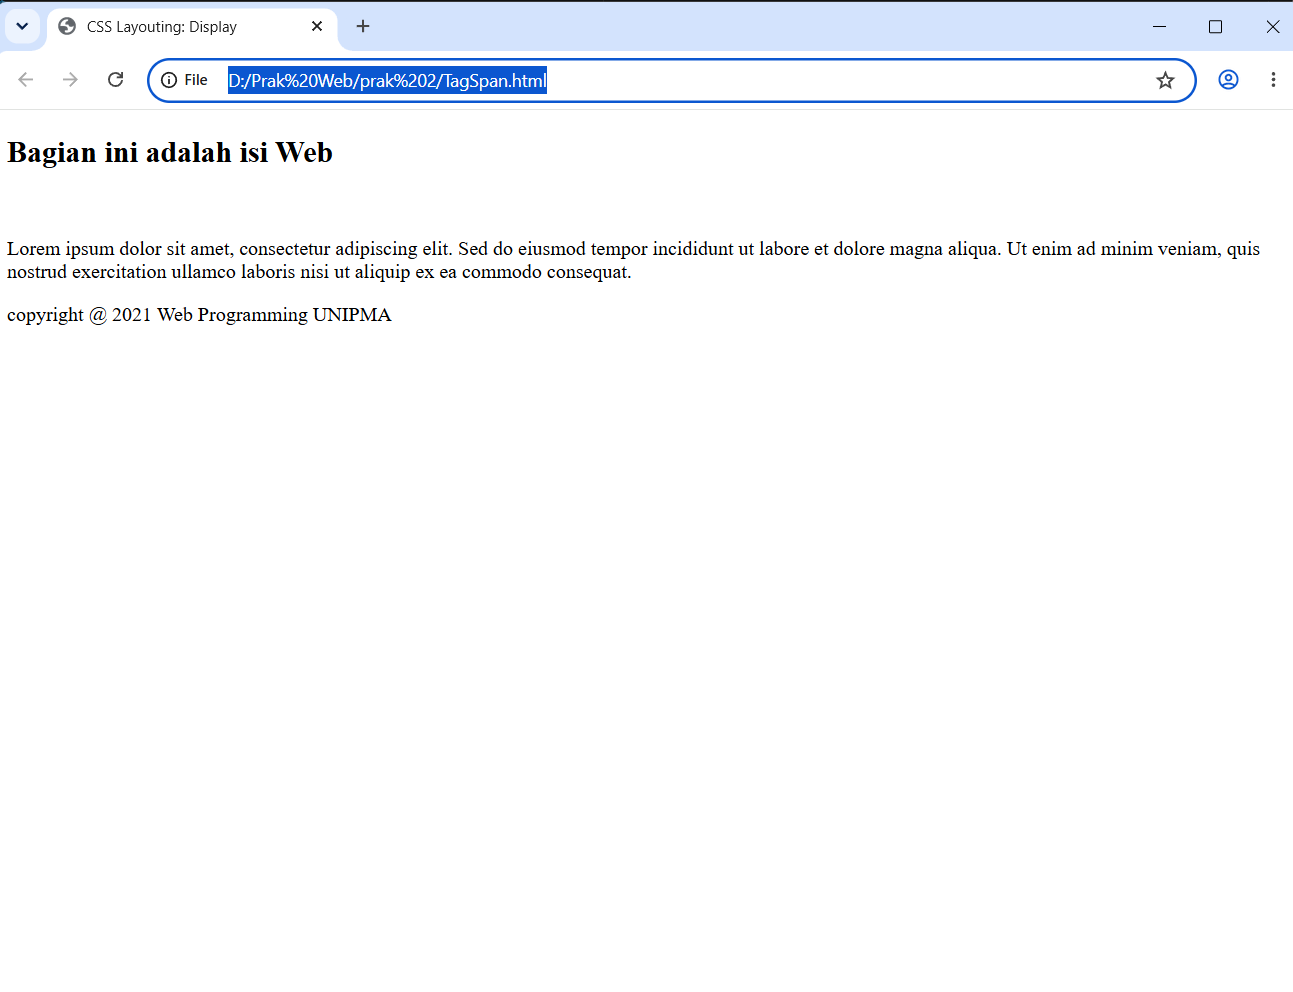 CSS Layouting: Display
File D:/Prak%20Web/prak%202/TagSpan.html
Bagian ini adalah isi Web
Lorem ipsum dolor sit amet, consectetur adipiscing elit. Sed do eiusmod tempor incididunt ut labore et dolore magna aliqua. Ut enim ad minim veniam, quis
nostrud exercitation ullamco laboris nisi ut aliquip ex ea commodo consequat.
copyright @ 2021 Web Programming UNIPMA